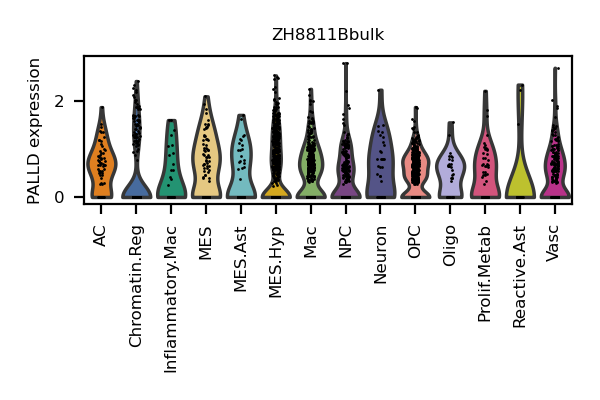 ZH8811Bbulk
PALLD expression
2
0
AC
Chromatin.Reg
Inflammatory.Mac
MES
MES.Ast
MES.Hyp
Mac
NPC
Neuron
OPC
Oligo
Prolif.Metab
Reactive.Ast
Vasc